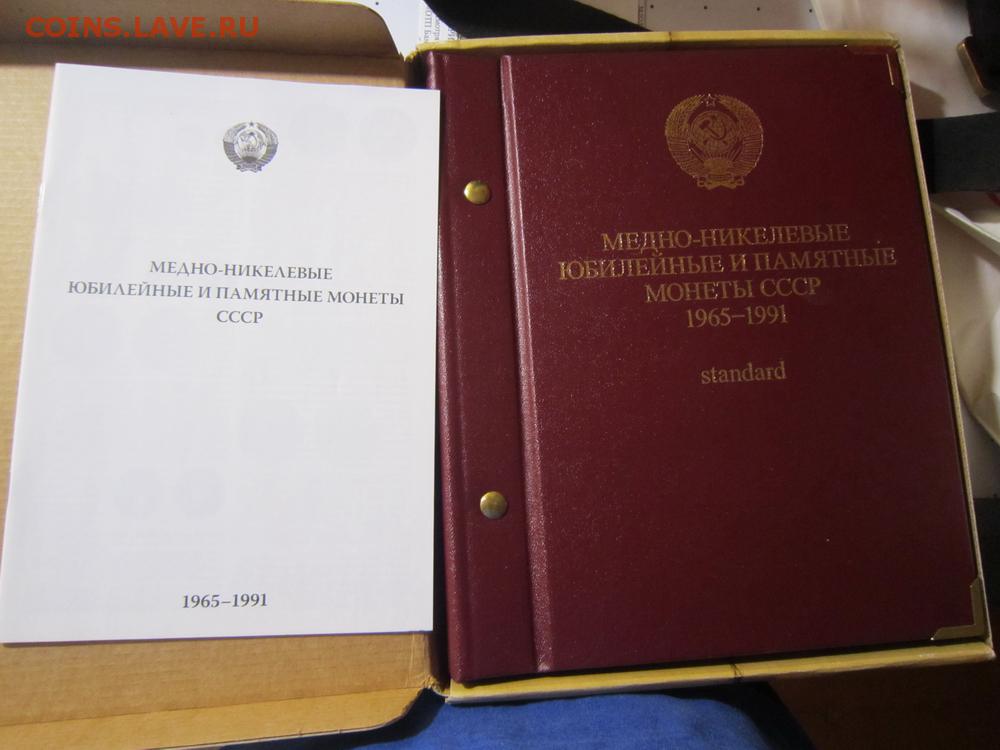 COINS.LAVE.RU
МЕДНО-НИКЕЛЕВЫЕ
ЮБИЛЕЙНЫЕ И ПАМЯТНЫЕ МОНЕТЫ
СССР
1965–1991
МЕДНО-НИКЕЛЕВЫЕ
ЮБИЛЕЙНЫЕ И ПАМЯТНЫЕ
МОНЕТЫ СССР
1965–1991
standard